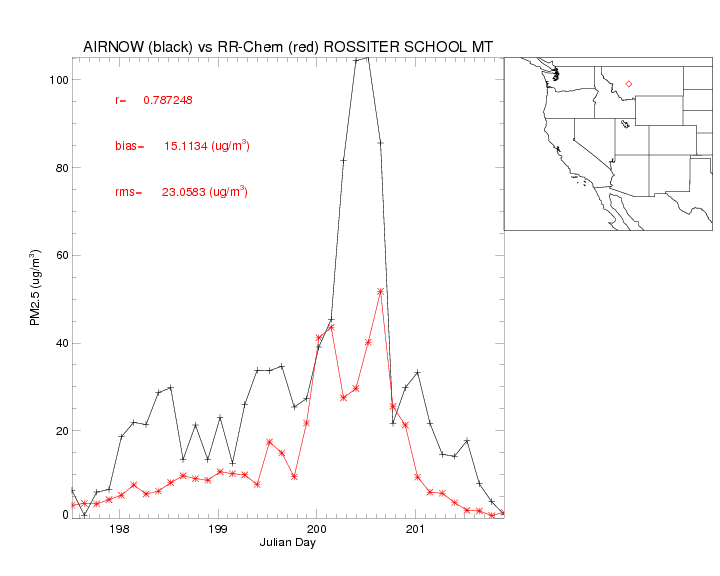 AIRNOW (black) vs RR-Chem (red) ROSSITER SCHOOL MT
100
r= 0.787248
bias= 15.1134 (ug/m³)
80
rms= 23.0583 (ug/m³)
60
PM2.5 (ug/m³)
40
20
0
198 199 200 201
Julian Day